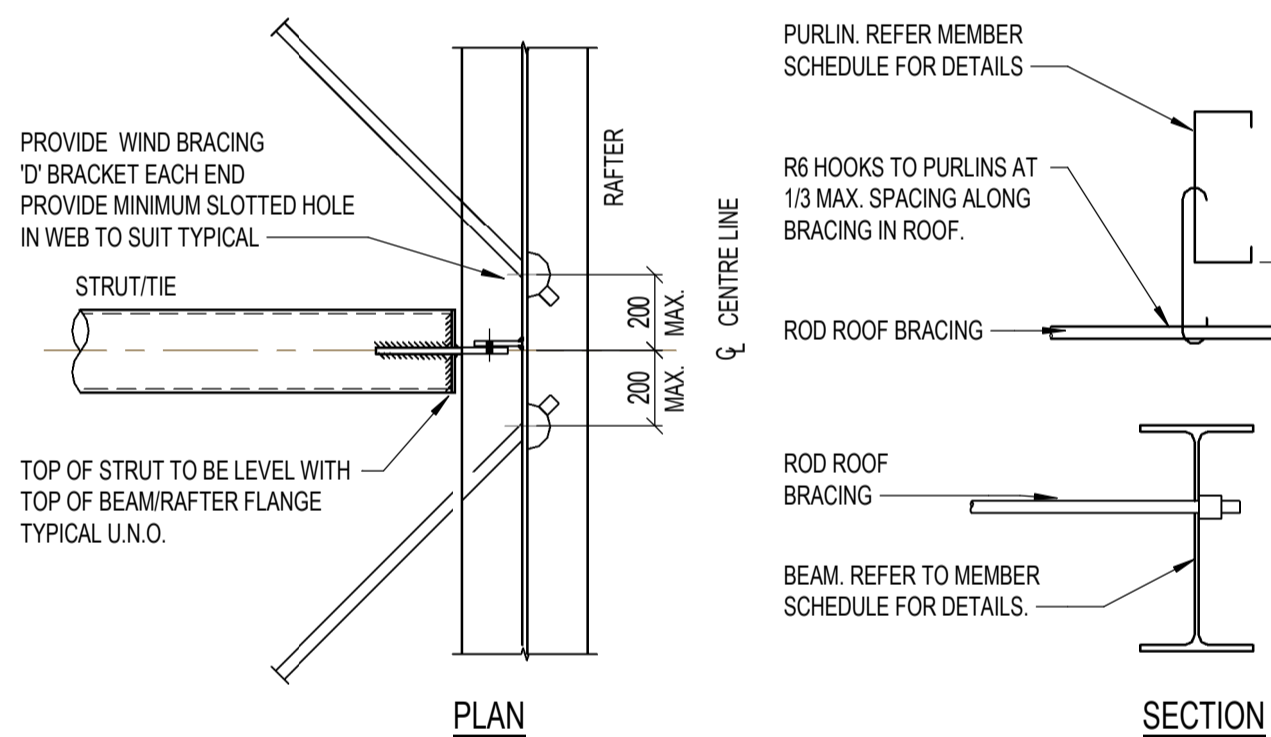 PROVIDE WIND BRACING
'D' BRACKET EACH END
PROVIDE MINIMUM SLOTTED HOLE
IN WEB TO SUIT TYPICAL
STRUT/TIE
TOP OF STRUT TO BE LEVEL WITH
TOP OF BEAM/RAFTER FLANGE
TYPICAL U.N.O.
RAFTER
200
MAX.
200
MAX.
℄ CENTRE LINE
PLAN
PURLIN. REFER MEMBER
SCHEDULE FOR DETAILS
R6 HOOKS TO PURLINS AT
1/3 MAX. SPACING ALONG
BRACING IN ROOF.
ROD ROOF BRACING
ROD ROOF
BRACING
BEAM. REFER TO MEMBER
SCHEDULE FOR DETAILS.
SECTION